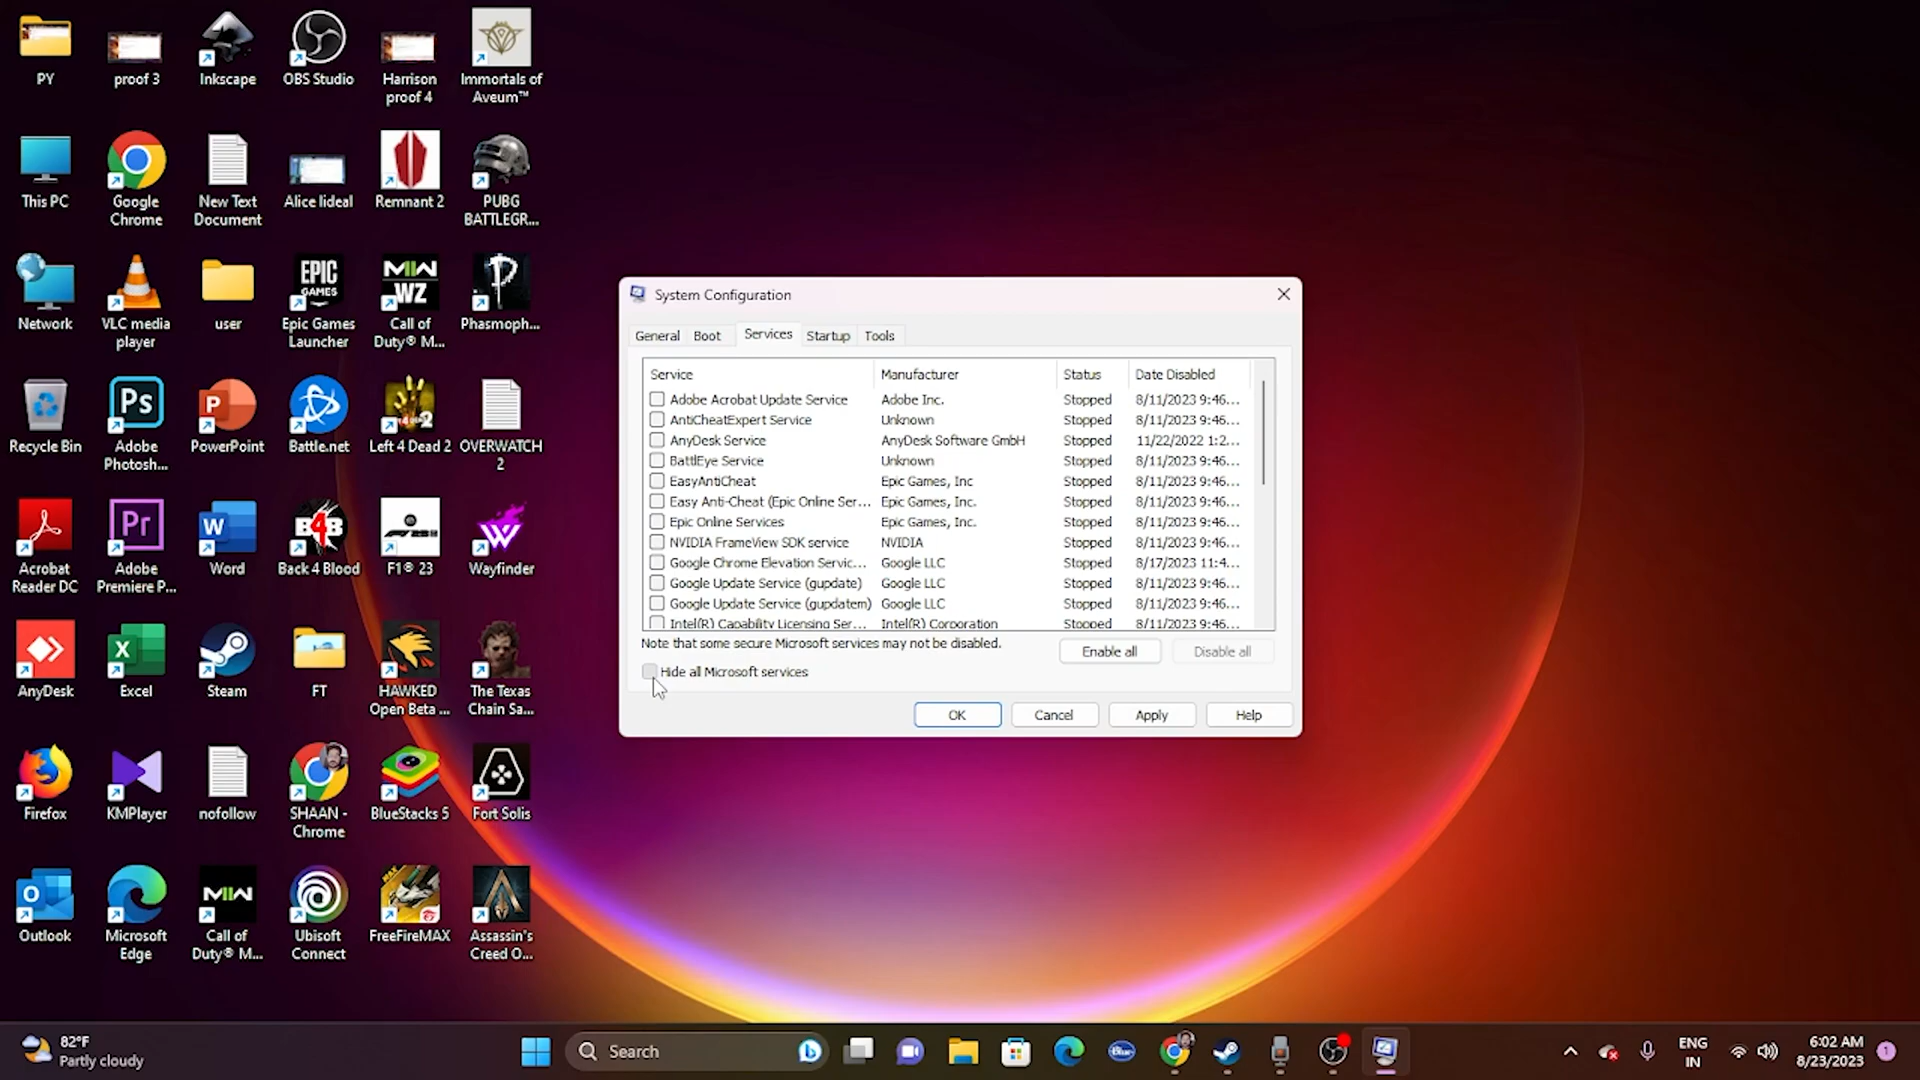 PY
proof 3
Inkscape
OBS Studio
Harrison
proof 4
Immortals of
Aveum™
This PC
Google
Chrome
New Text
Document
Alice lideal
Remnant 2
PUBG
BATTLEGR...
Network
VLC media
player
user
EPIC
GAMES
Epic Games
Launcher
MW
WZ
Call of
Duty® M...
Phasmoph...
Recycle Bin
Ps
Adobe
Photosh...
P
PowerPoint
Battle.net
Left 4 Dead 2
OVERWATCH
2
Acrobat
Reader DC
Pr
Adobe
Premiere P...
W
Word
B4B
Back 4 Blood
F1® 23
Wayfinder
AnyDesk
X
Excel
Steam
FT
HAWKED
Open Beta ...
The Texas
Chain Sa...
Firefox
KMPlayer
nofollow
SHAAN -
Chrome
BlueStacks 5
Fort Solis
O
Outlook
Microsoft
Edge
MW
Call of
Duty® M...
Ubisoft
Connect
MAX
FreeFireMAX
Assassin's
Creed O...
System Configuration
General Boot Services Startup Tools
Service Manufacturer Status Date Disabled
Adobe Acrobat Update Service Adobe Inc. Stopped 8/11/2023 9:46...
AntiCheatExpert Service Unknown Stopped 8/11/2023 9:46...
AnyDesk Service AnyDesk Software GmbH Stopped 11/22/2022 1:2...
BattlEye Service Unknown Stopped 8/11/2023 9:46...
EasyAntiCheat Epic Games, Inc Stopped 8/11/2023 9:46...
Easy Anti-Cheat (Epic Online Ser... Epic Games, Inc. Stopped 8/11/2023 9:46...
Epic Online Services Epic Games, Inc. Stopped 8/11/2023 9:46...
NVIDIA FrameView SDK service NVIDIA Stopped 8/11/2023 9:46...
Google Chrome Elevation Servic... Google LLC Stopped 8/17/2023 11:4...
Google Update Service (gupdate) Google LLC Stopped 8/11/2023 9:46...
Google Update Service (gupdatem) Google LLC Stopped 8/11/2023 9:46...
Intel(R) Capability Licensing Ser... Intel(R) Corporation Stopped 8/11/2023 9:46...
Note that some secure Microsoft services may not be disabled.
Enable all Disable all
Hide all Microsoft services
OK Cancel Apply Help
82°F
Partly cloudy
Search
ENG
IN
6:02 AM
8/23/2023
1